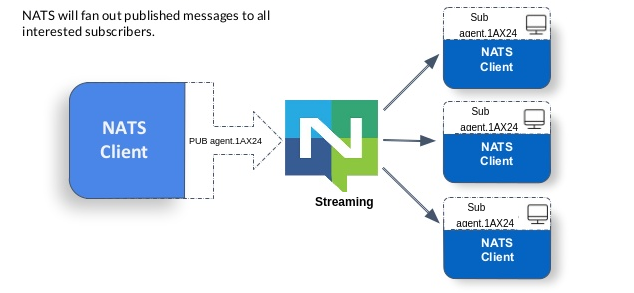 NATS will fan out published messages to all
interested subscribers.
NATS
Client
PUB agent.1AX24
N
Streaming
Sub
agent.1AX24
NATS
Client
Sub
agent.1AX24
NATS
Client
Sub
agent.1AX24
NATS
Client